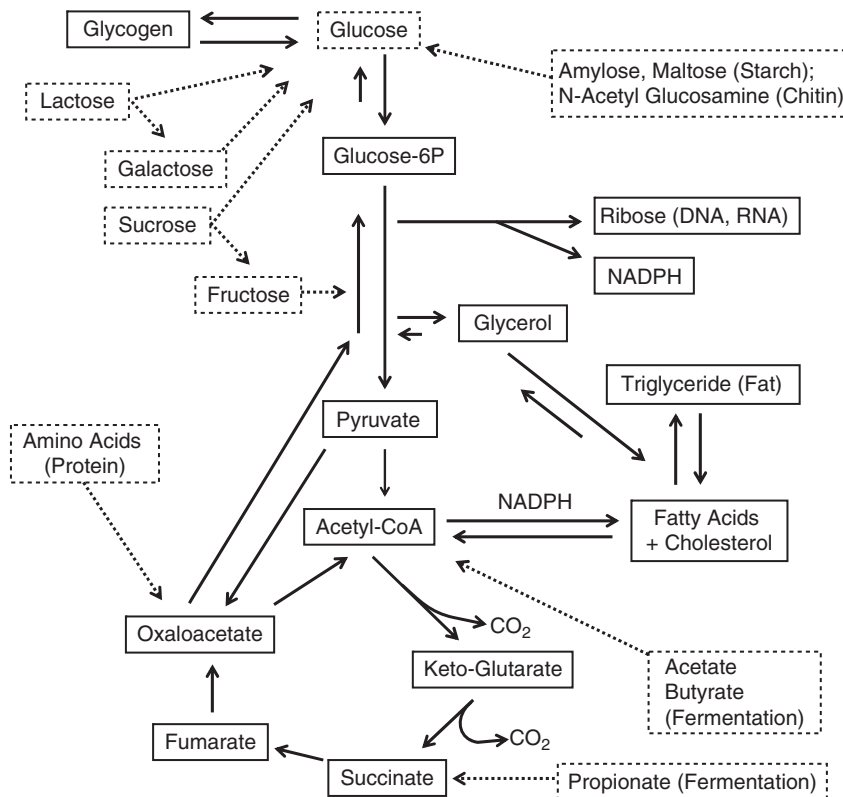 Glycogen
Glucose
Amylose, Maltose (Starch);
N-Acetyl Glucosamine (Chitin)
Lactose
Galactose
Glucose-6P
Sucrose
Ribose (DNA, RNA)
Fructose
NADPH
Glycerol
Triglyceride (Fat)
Pyruvate
Amino Acids
(Protein)
NADPH
Acetyl-CoA
Fatty Acids
+ Cholesterol
Oxaloacetate
CO₂
Keto-Glutarate
Acetate
Butyrate
(Fermentation)
Fumarate
CO₂
Succinate
Propionate (Fermentation)